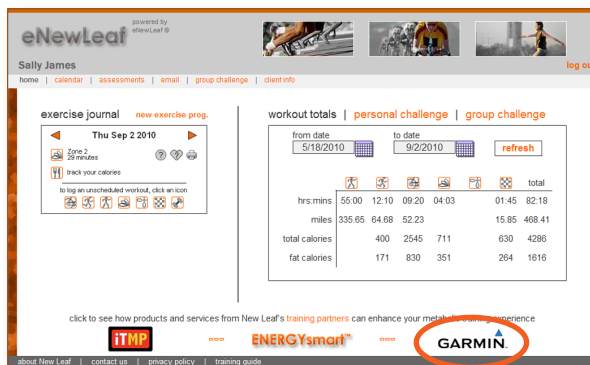 powered by
eNewLeaf eNewLeaf®
Sally James
log ou
home | calendar | assessments | email | group challenge | client info
exercise journal new exercise prog.
Thu Sep 2 2010
Zone 2
29 minutes
track your calories
to log an unscheduled workout, click an icon
workout totals | personal challenge | group challenge
from date to date
5/18/2010 9/2/2010 refresh
total
hrs:mins 55:00 12:10 09:20 04:03 01:45 82:18
miles 335.65 64.68 52.23 15.85 468.41
total calories 400 2545 711 630 4286
fat calories 171 830 351 264 1616
click to see how products and services from New Leaf's training partners can enhance your metabolic training experience
iTMP ENERGYsmart™ GARMIN.
about New Leaf | contact us | privacy policy | training guide